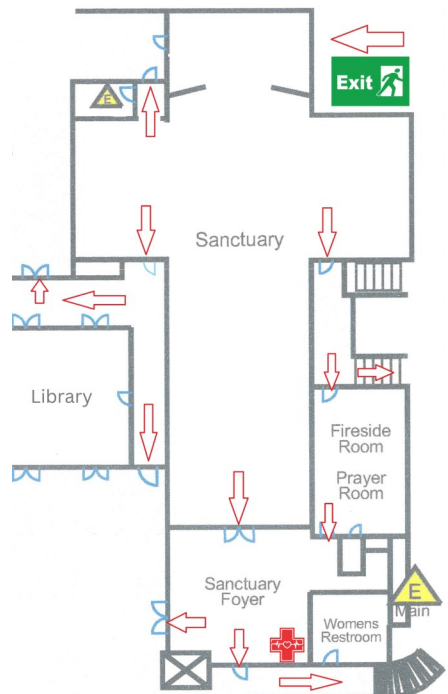 Exit
E
Sanctuary
Library
Fireside
Room
Prayer
Room
Sanctuary
Foyer
E
Main
Womens
Restroom